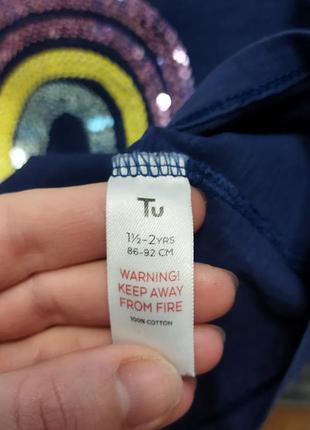 Tu
1½-2YRS
86-92 CM
WARNING!
KEEP AWAY
FROM FIRE
100% COTTON